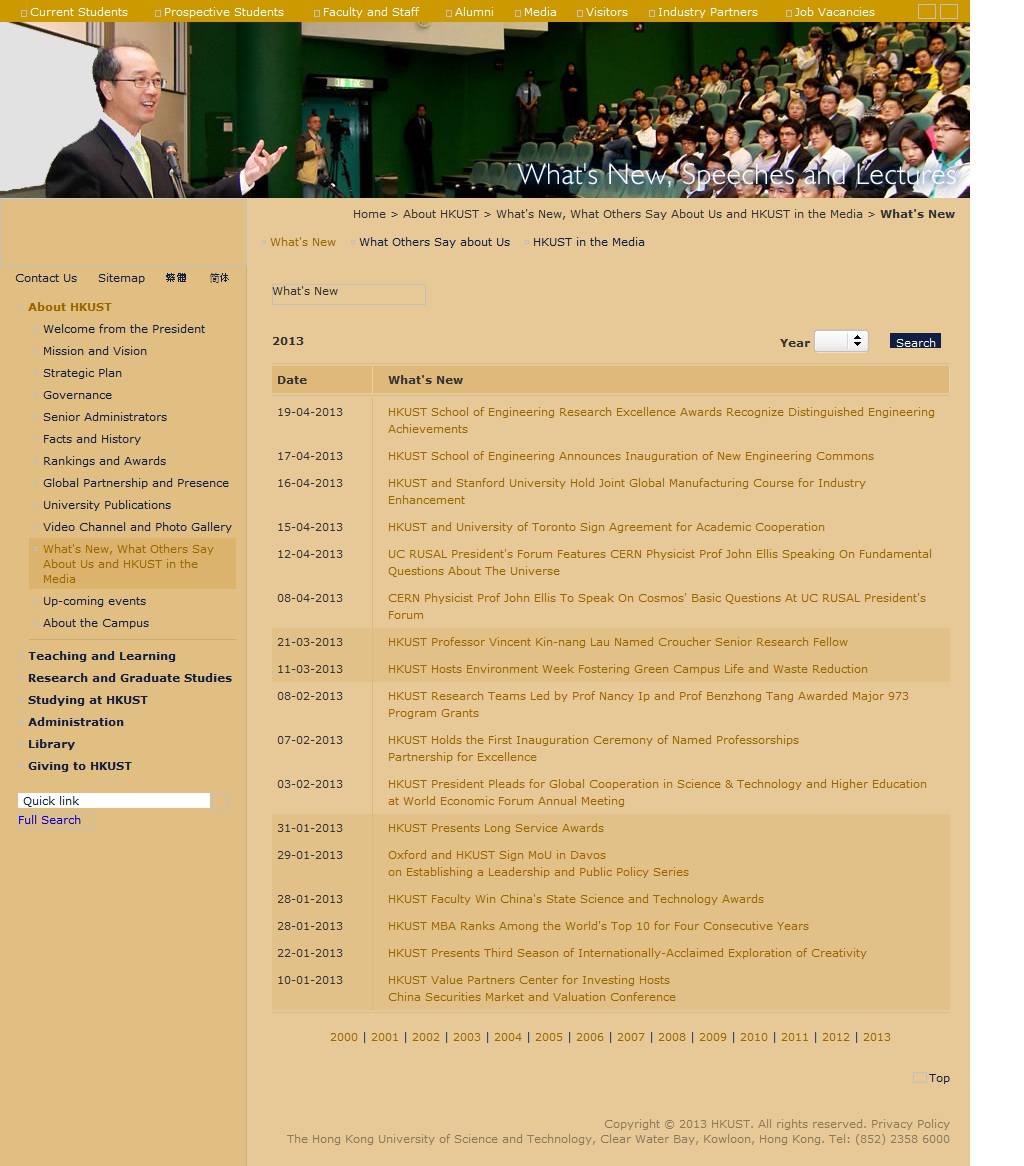 Current Students Prospective Students Faculty and Staff Alumni Media Visitors Industry Partners Job Vacancies
What's New, Speeches and Lectures
Home > About HKUST > What's New, What Others Say About Us and HKUST in the Media > What's New
What's New What Others Say about Us HKUST in the Media
Contact Us Sitemap 繁體 简体
About HKUST
Welcome from the President
Mission and Vision
Strategic Plan
Governance
Senior Administrators
Facts and History
Rankings and Awards
Global Partnership and Presence
University Publications
Video Channel and Photo Gallery
What's New, What Others Say
About Us and HKUST in the
Media
Up-coming events
About the Campus
Teaching and Learning
Research and Graduate Studies
Studying at HKUST
Administration
Library
Giving to HKUST
Quick link
Full Search
What's New
2013 Year Search
Date What's New
19-04-2013 HKUST School of Engineering Research Excellence Awards Recognize Distinguished Engineering
Achievements
17-04-2013 HKUST School of Engineering Announces Inauguration of New Engineering Commons
16-04-2013 HKUST and Stanford University Hold Joint Global Manufacturing Course for Industry
Enhancement
15-04-2013 HKUST and University of Toronto Sign Agreement for Academic Cooperation
12-04-2013 UC RUSAL President's Forum Features CERN Physicist Prof John Ellis Speaking On Fundamental
Questions About The Universe
08-04-2013 CERN Physicist Prof John Ellis To Speak On Cosmos' Basic Questions At UC RUSAL President's
Forum
21-03-2013 HKUST Professor Vincent Kin-nang Lau Named Croucher Senior Research Fellow
11-03-2013 HKUST Hosts Environment Week Fostering Green Campus Life and Waste Reduction
08-02-2013 HKUST Research Teams Led by Prof Nancy Ip and Prof Benzhong Tang Awarded Major 973
Program Grants
07-02-2013 HKUST Holds the First Inauguration Ceremony of Named Professorships
Partnership for Excellence
03-02-2013 HKUST President Pleads for Global Cooperation in Science & Technology and Higher Education
at World Economic Forum Annual Meeting
31-01-2013 HKUST Presents Long Service Awards
29-01-2013 Oxford and HKUST Sign MoU in Davos
on Establishing a Leadership and Public Policy Series
28-01-2013 HKUST Faculty Win China's State Science and Technology Awards
28-01-2013 HKUST MBA Ranks Among the World's Top 10 for Four Consecutive Years
22-01-2013 HKUST Presents Third Season of Internationally-Acclaimed Exploration of Creativity
10-01-2013 HKUST Value Partners Center for Investing Hosts
China Securities Market and Valuation Conference
2000 | 2001 | 2002 | 2003 | 2004 | 2005 | 2006 | 2007 | 2008 | 2009 | 2010 | 2011 | 2012 | 2013
Top
Copyright © 2013 HKUST. All rights reserved. Privacy Policy
The Hong Kong University of Science and Technology, Clear Water Bay, Kowloon, Hong Kong. Tel: (852) 2358 6000